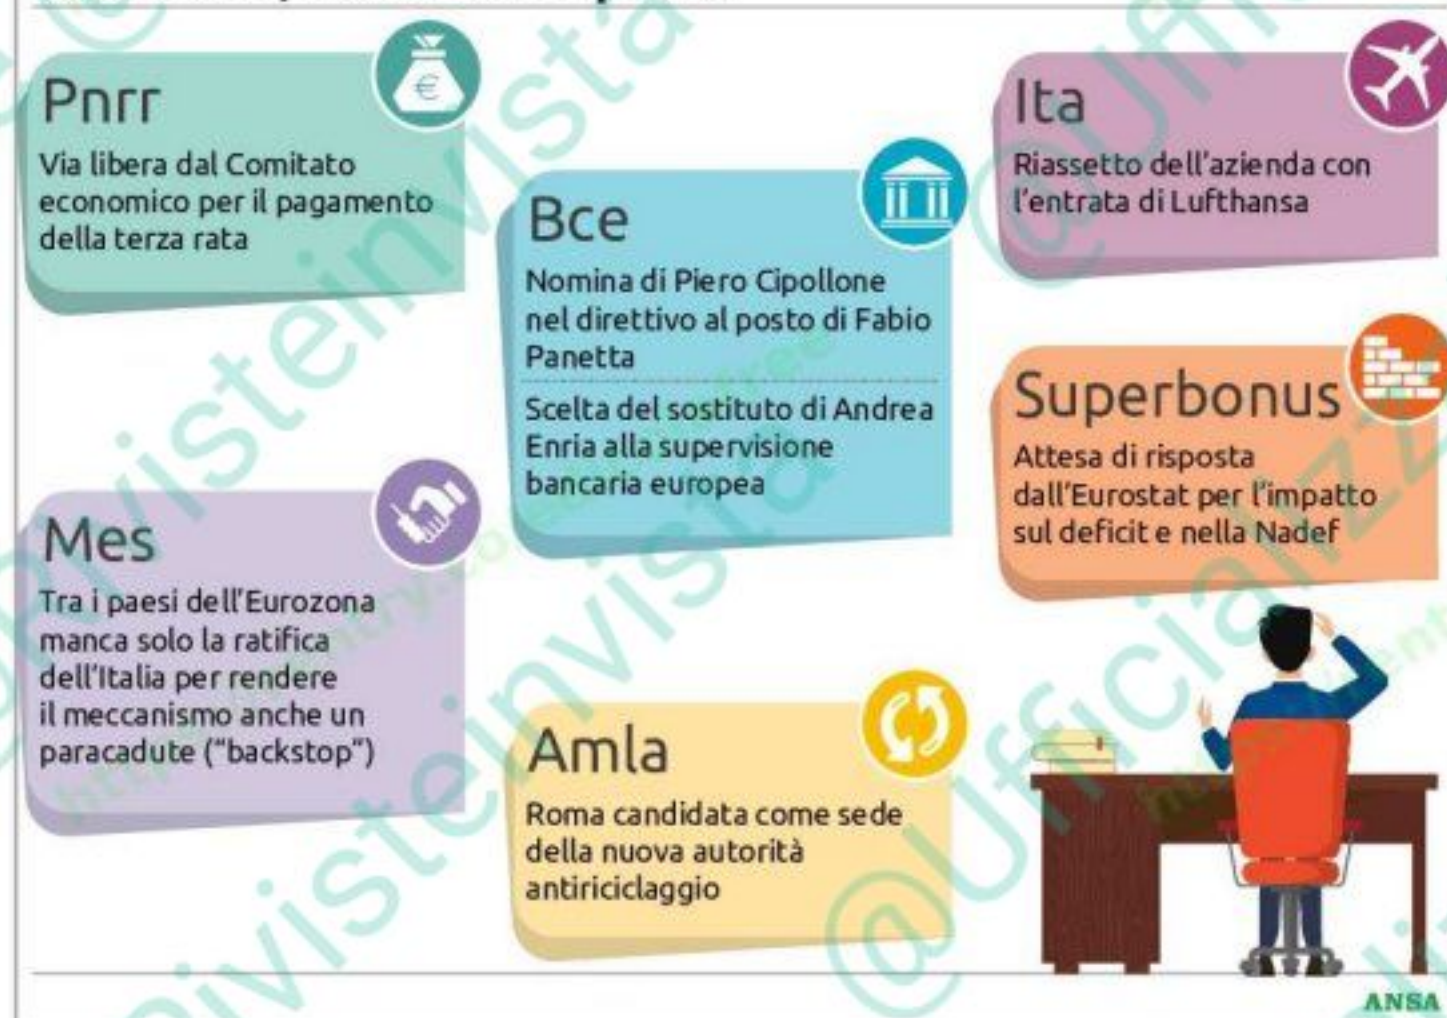 Pnrr
Via libera dal Comitato
economico per il pagamento
della terza rata
Mes
Tra i paesi dell'Eurozona
manca solo la ratifica
dell'Italia per rendere
il meccanismo anche un
paracadute ("backstop")
Bce
Nomina di Piero Cipollone
nel direttivo al posto di Fabio
Panetta
Scelta del sostituto di Andrea
Enria alla supervisione
bancaria europea
Amla
Roma candidata come sede
della nuova autorità
antiriciclaggio
Ita
Riassetto dell'azienda con
l'entrata di Lufthansa
Superbonus
Attesa di risposta
dall'Eurostat per l'impatto
sul deficit e nella Nadef
ANSA